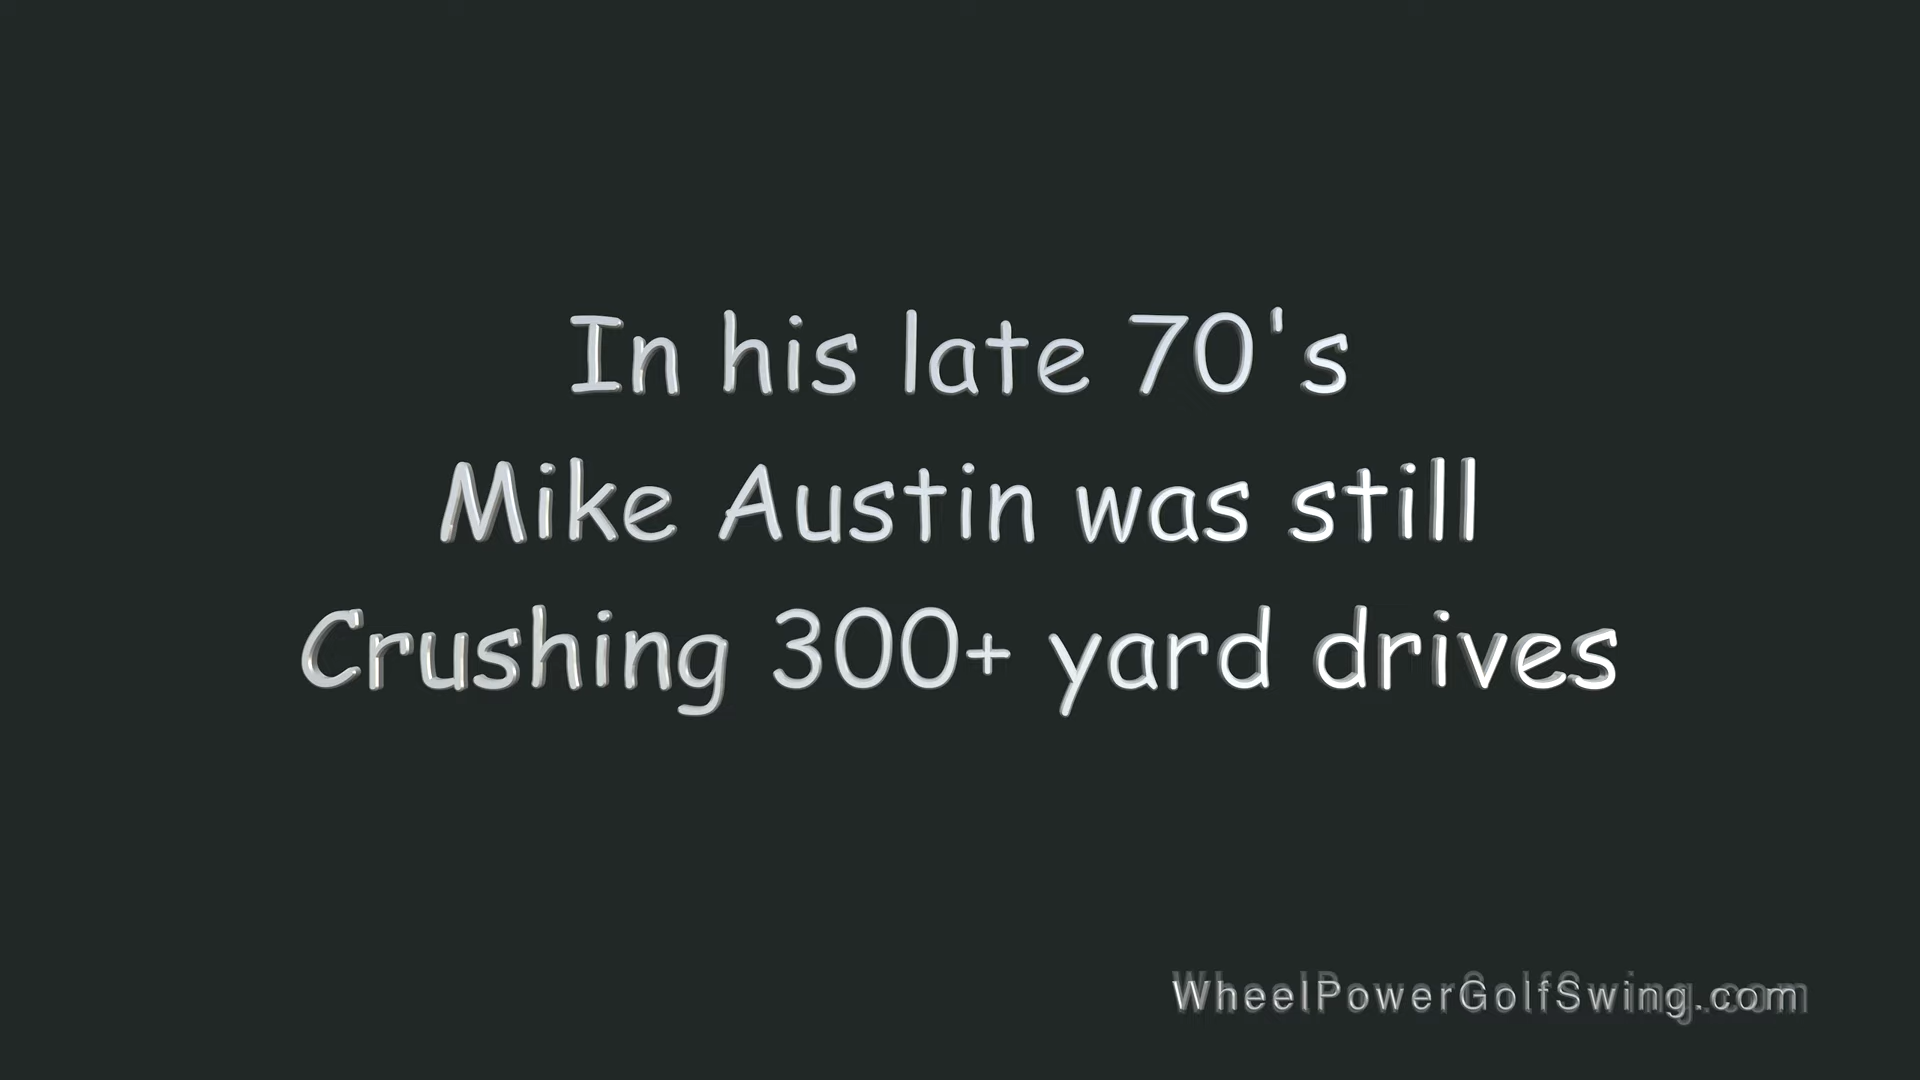 In his late 70's
Mike Austin was still
Crushing 300+ yard drives
WheelPowerGolfSwing.com